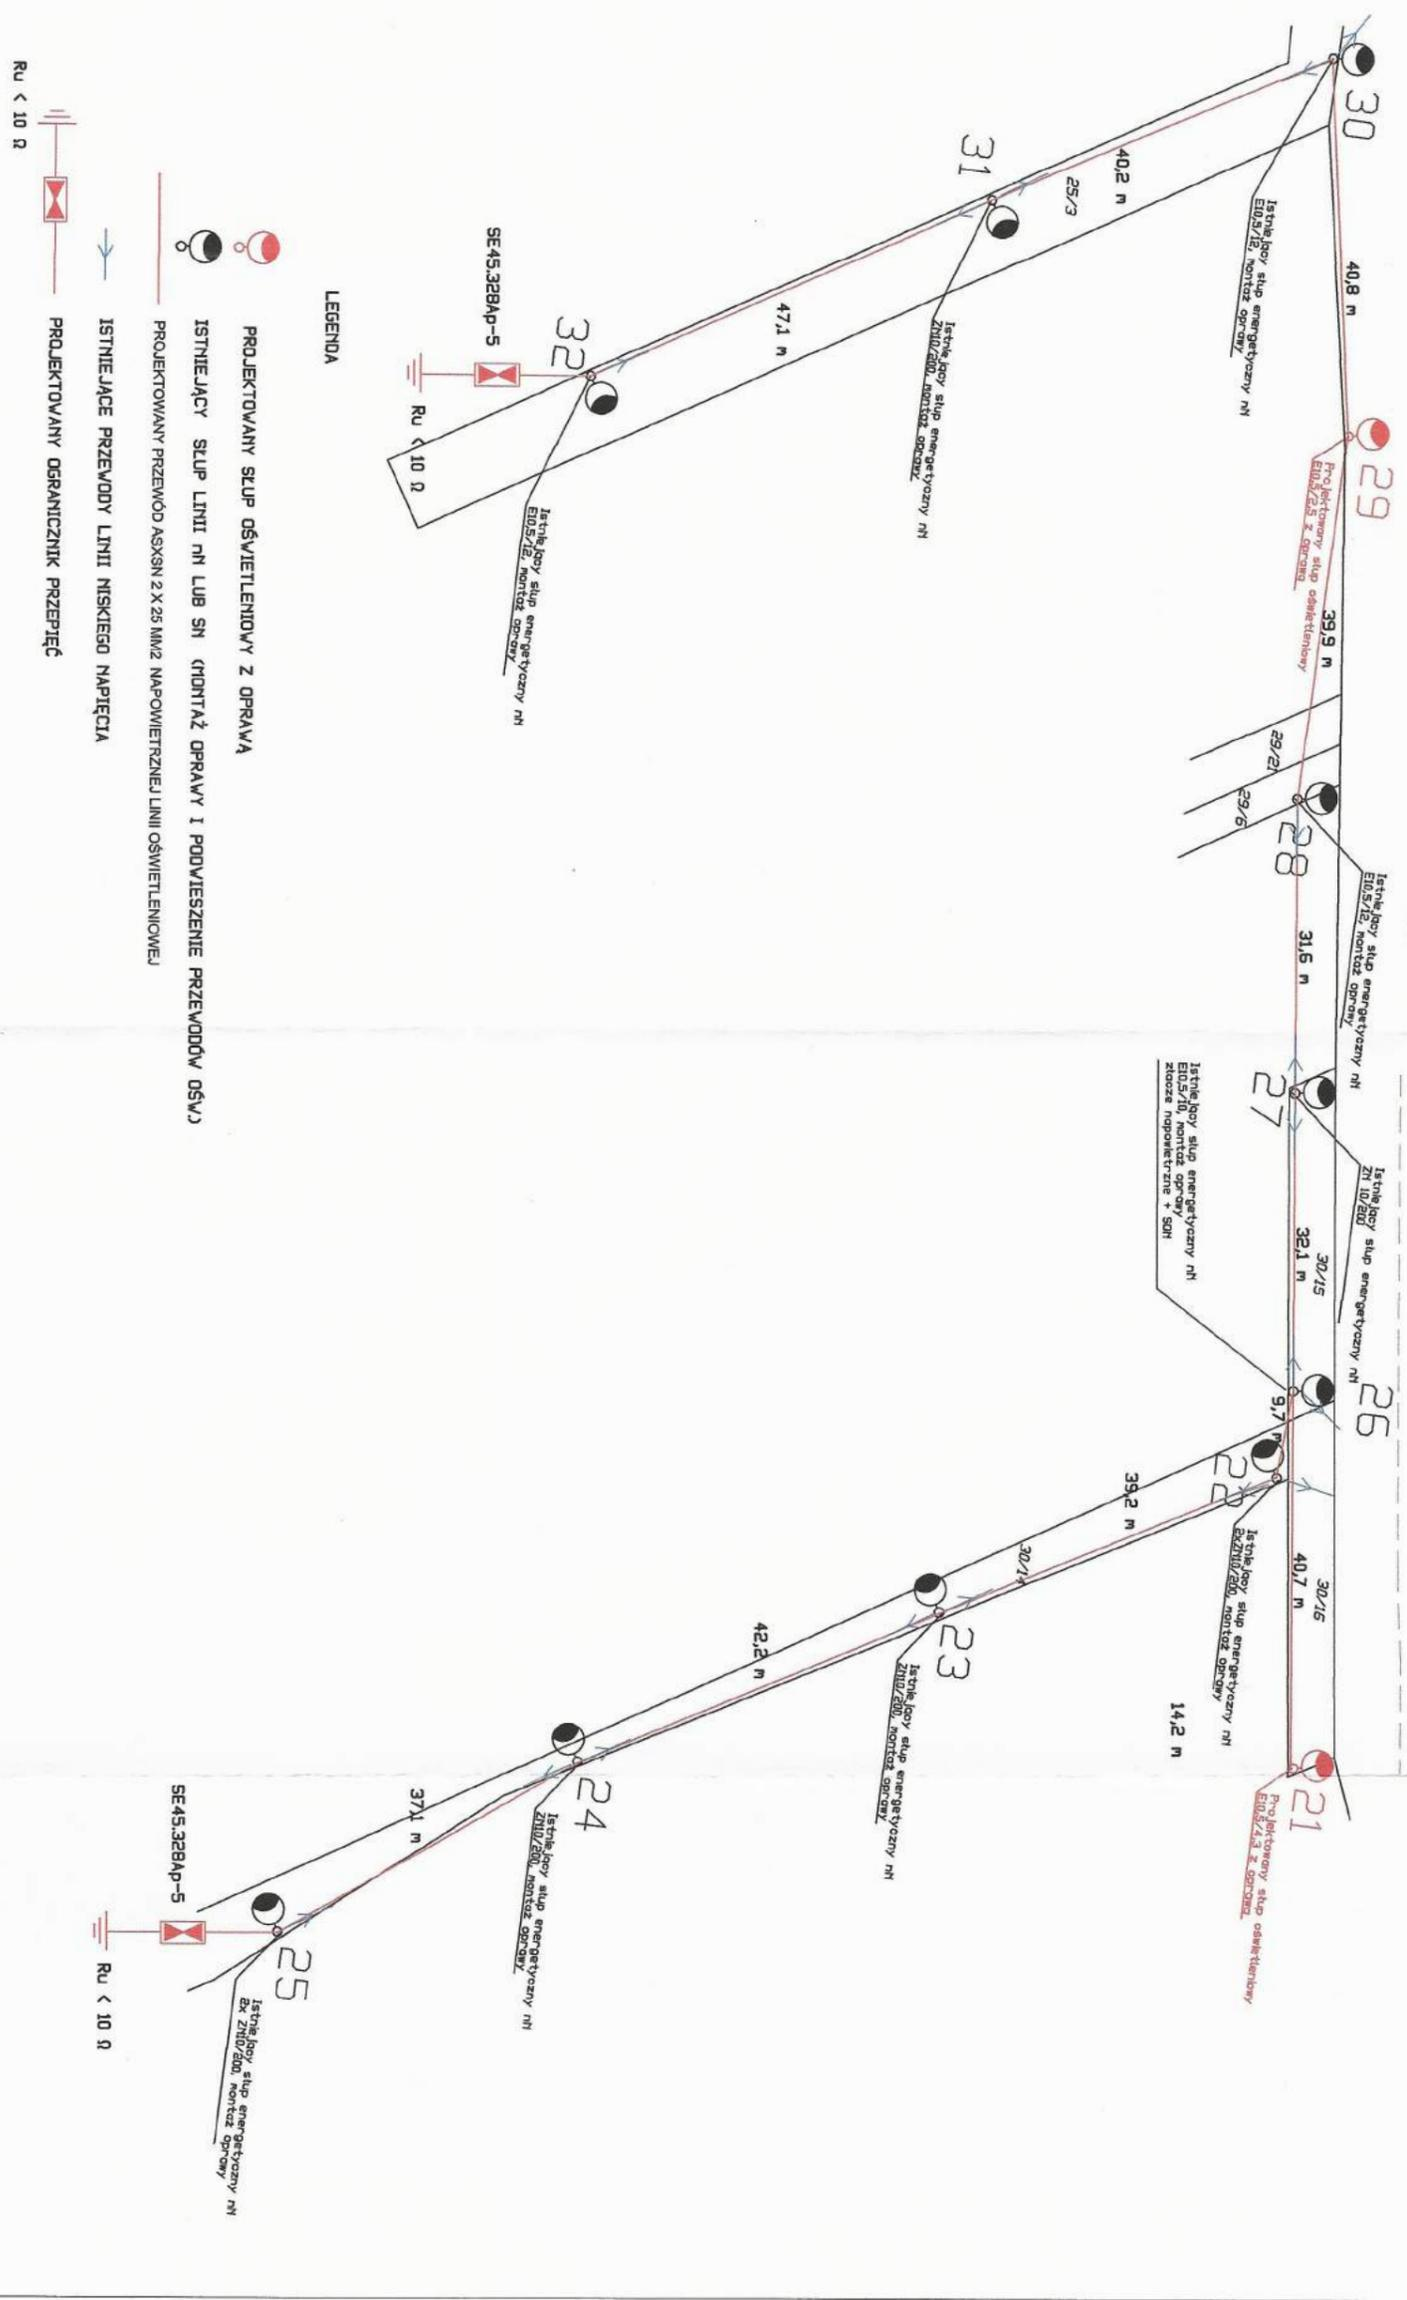 30
Istniejący słup energetyczny nN
E10,5/12, montaż oprawy
40,8 m
29
Projektowany słup oświetleniowy
E10,5/2,5 z oprawą
39,9 m
28
Istniejący słup energetyczny nN
E10,5/12, montaż oprawy
29/21
29/6
31,6 m
27
Istniejący słup energetyczny nN
ZN 10/200
30/15
32,1 m
26
Istniejący słup energetyczny nN
E10,5/10, montaż oprawy
złącze napowietrzne + SON
9,7 m
22
Istniejący słup energetyczny nN
2xZN10/200, montaż oprawy
30/16
40,7 m
14,2 m
21
Projektowany słup oświetleniowy
E10,5/4,3 z oprawą
40,2 m
25/3
31
Istniejący słup energetyczny nN
ZN10/200, montaż oprawy
47,1 m
32
Istniejący słup energetyczny nN
E10,5/12, montaż oprawy
SE45.328Ap-5
Ru < 10 Ω
39,2 m
30/14
23
Istniejący słup energetyczny nN
ZN10/200, montaż oprawy
42,2 m
24
Istniejący słup energetyczny nN
ZN10/200, montaż oprawy
37,1 m
25
Istniejący słup energetyczny nN
2x ZN10/200, montaż oprawy
SE45.328Ap-5
Ru < 10 Ω
LEGENDA
PROJEKTOWANY SŁUP OŚWIETLENIOWY Z OPRAWĄ
ISTNIEJĄCY SŁUP LINII nN LUB SN (MONTAŻ OPRAWY I PODWIESZENIE PRZEWODÓW OŚW.)
PROJEKTOWANY PRZEWÓD ASXSN 2 X 25 MM2 NAPOWIETRZNEJ LINII OŚWIETLENIOWEJ
ISTNIEJĄCE PRZEWODY LINII NISKIEGO NAPIĘCIA
PROJEKTOWANY OGRANICZNIK PRZEPIĘĆ
Ru < 10 Ω